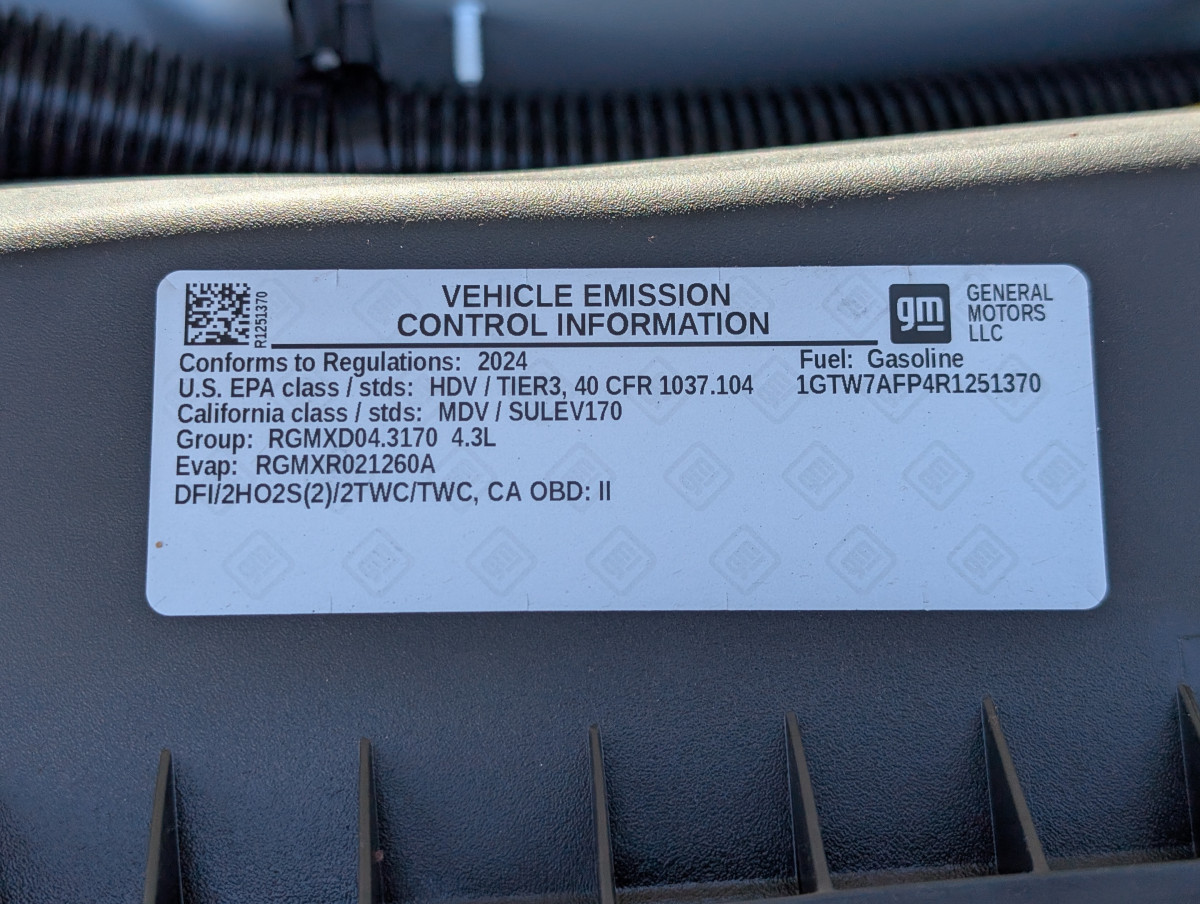 VEHICLE EMISSION
CONTROL INFORMATION
R1251370
gm
GENERAL
MOTORS
LLC
Conforms to Regulations: 2024
Fuel: Gasoline
U.S. EPA class / stds: HDV / TIER3, 40 CFR 1037.104
1GTW7AFP4R1251370
California class / stds: MDV / SULEV170
Group: RGMXD04.3170 4.3L
Evap: RGMXR021260A
DFI/2HO2S(2)/2TWC/TWC, CA OBD: II